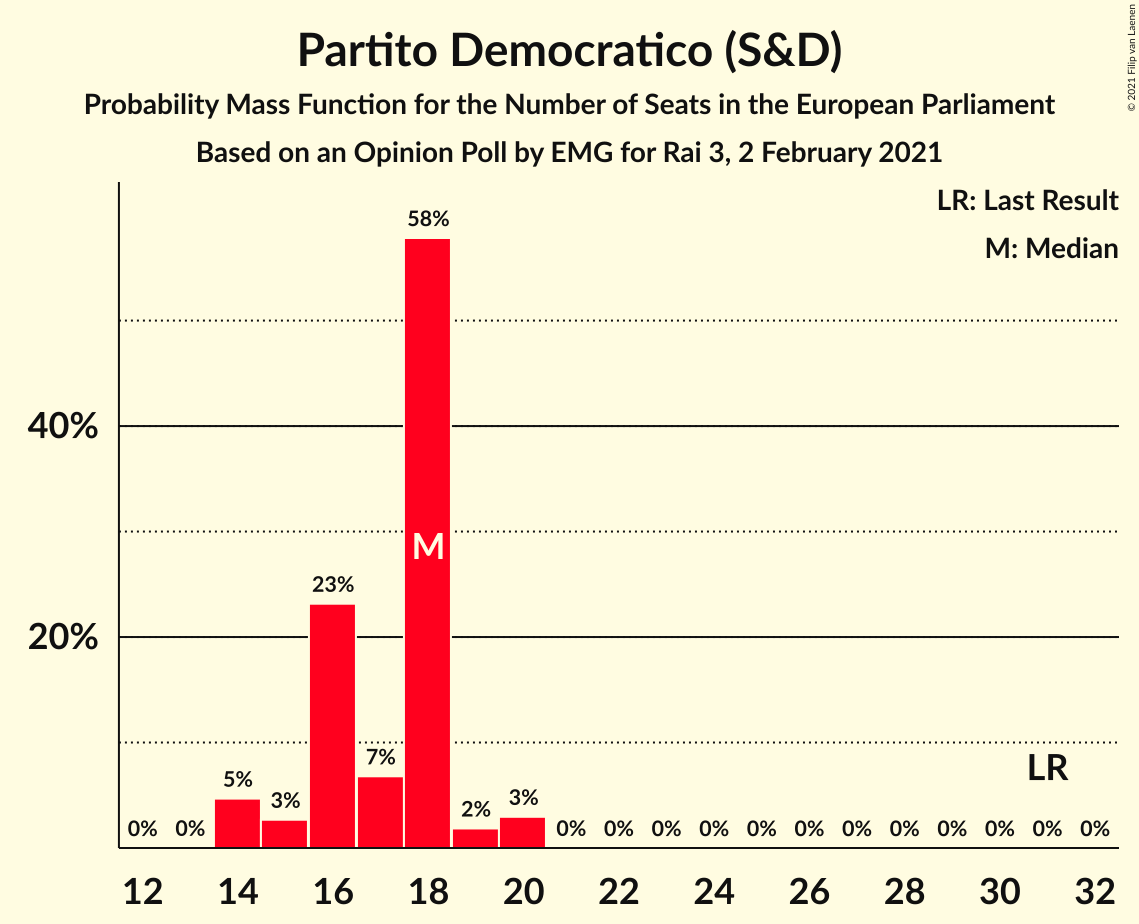 Partito Democratico (S&D)
Probability Mass Function for the Number of Seats in the European Parliament
Based on an Opinion Poll by EMG for Rai 3, 2 February 2021
© 2021 Filip van Laenen
LR: Last Result
M: Median
58%
40%
M
23%
20%
7%
LR
5%
3%
2%
3%
0% 0% 0% 0% 0% 0% 0% 0% 0% 0% 0% 0% 0% 0%
12 14 16 18 20 22 24 26 28 30 32